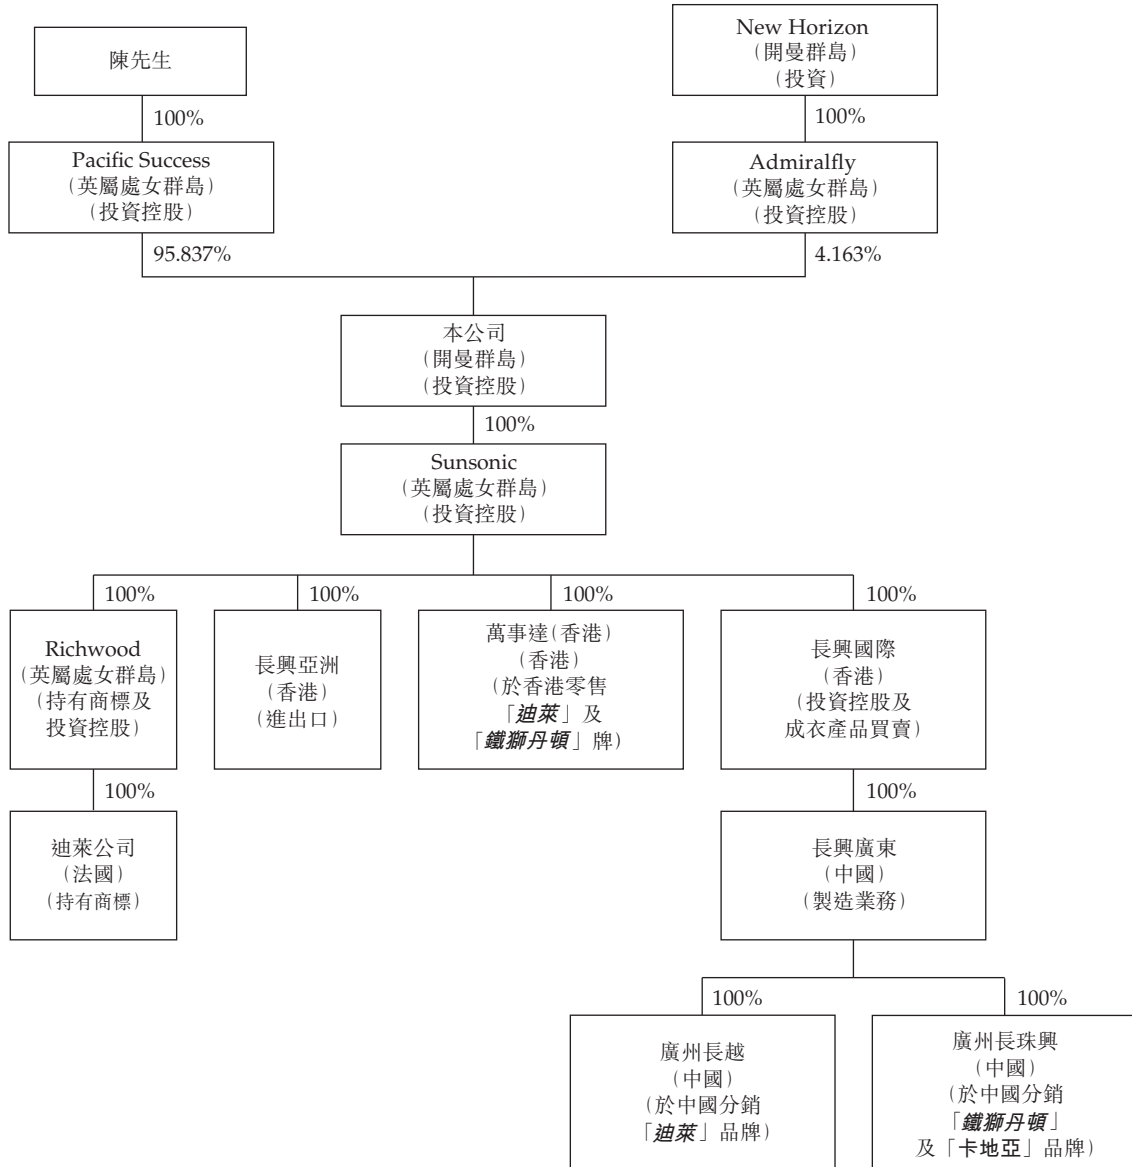 陳先生
New Horizon
(開曼群島)
(投資)
100%
100%
Pacific Success
(英屬處女群島)
(投資控股)
Admiralfly
(英屬處女群島)
(投資控股)
95.837%
4.163%
本公司
(開曼群島)
(投資控股)
100%
Sunsonic
(英屬處女群島)
(投資控股)
100%
100%
100%
100%
Richwood
(英屬處女群島)
(持有商標及
投資控股)
長興亞洲
(香港)
(進出口)
萬事達(香港)
(香港)
(於香港零售
「迪萊」及
「鐵獅丹頓」牌)
長興國際
(香港)
(投資控股及
成衣產品買賣)
100%
100%
迪萊公司
(法國)
(持有商標)
長興廣東
(中國)
(製造業務)
100%
100%
廣州長越
(中國)
(於中國分銷
「迪萊」品牌)
廣州長珠興
(中國)
(於中國分銷
「鐵獅丹頓」
及「卡地亞」品牌)